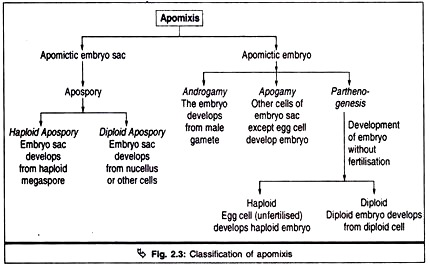 Apomixis
Apomictic embryo sac
Apomictic embryo
Apospory
Androgamy
The embryo
develops
from male
gamete
Apogamy
Other cells of
embryo sac
except egg cell
develop embryo
Partheno-
genesis
Haploid Apospory
Embryo sac
develops
from haploid
megaspore
Diploid Apospory
Embryo sac
develops
from nucellus
or other cells
Development
of embryo
without
fertilisation
Haploid
Egg cell (unfertilised)
develops haploid embryo
Diploid
Diploid embryo develops
from diploid cell
Fig. 2.3: Classification of apomixis